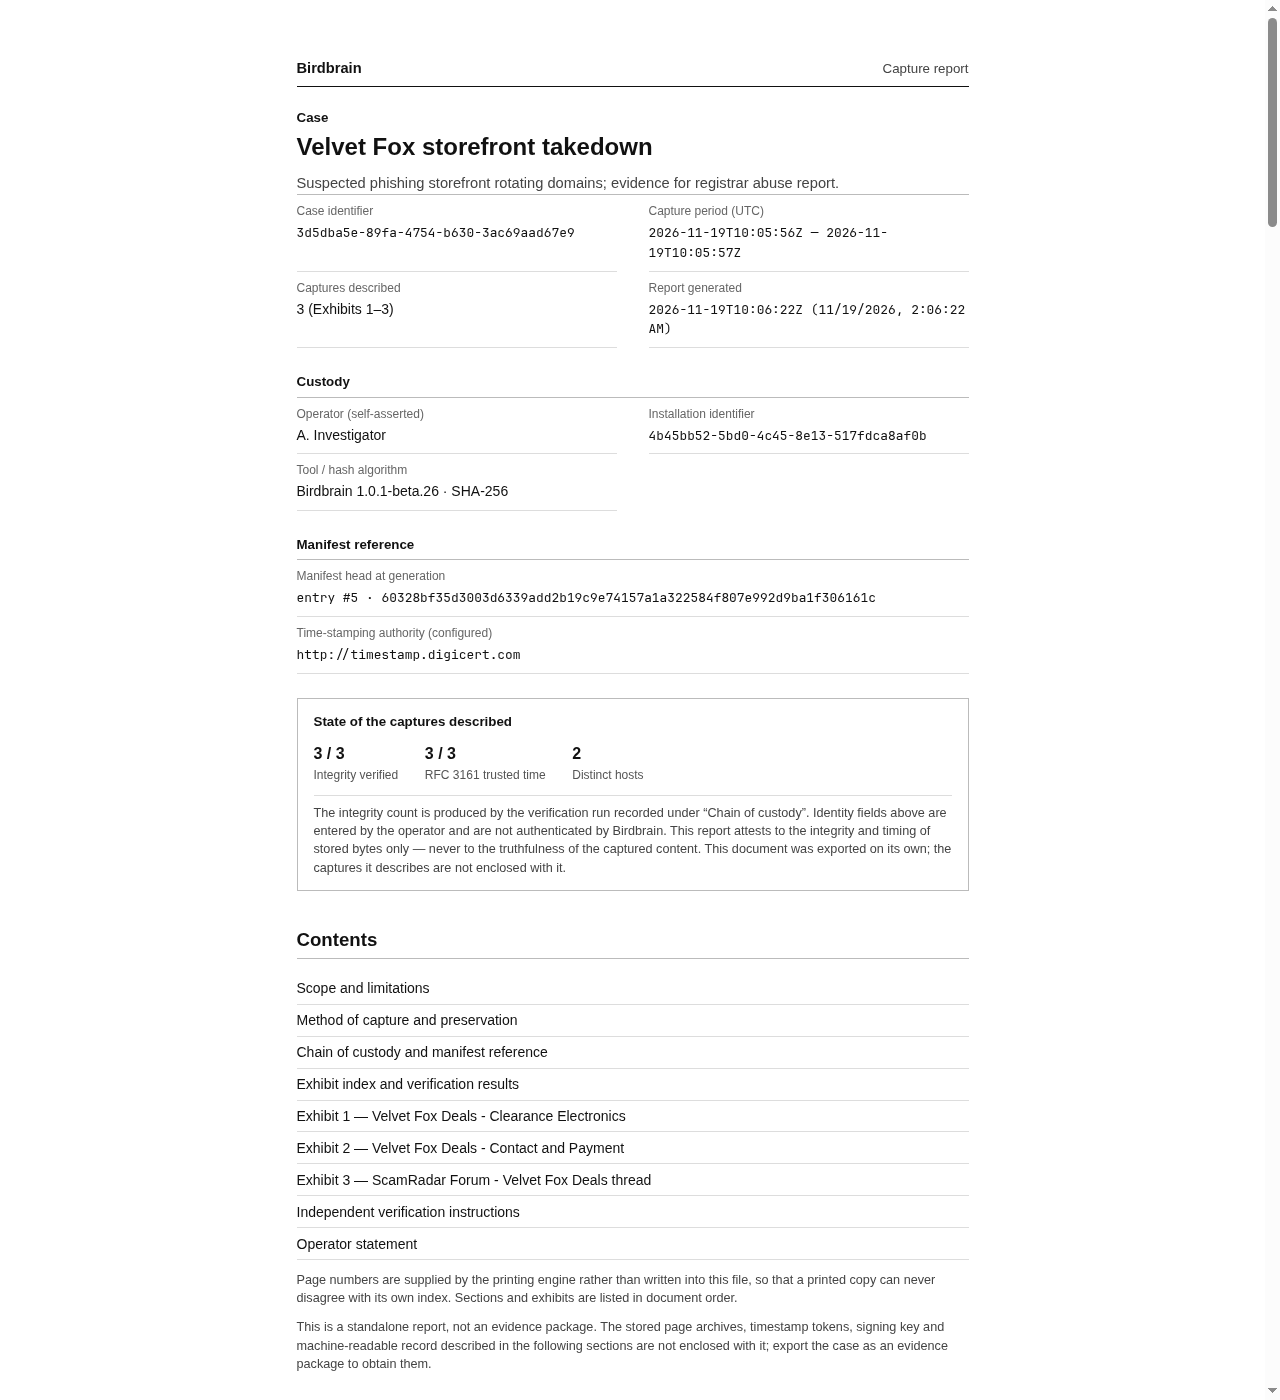 Birdbrain
Capture report
Case
Velvet Fox storefront takedown
Suspected phishing storefront rotating domains; evidence for registrar abuse report.
Case identifier
3d5dba5e-89fa-4754-b630-3ac69aad67e9
Capture period (UTC)
2026-11-19T10:05:56Z — 2026-11-
19T10:05:57Z
Captures described
3 (Exhibits 1–3)
Report generated
2026-11-19T10:06:22Z (11/19/2026, 2:06:22
AM)
Custody
Operator (self-asserted)
A. Investigator
Installation identifier
4b45bb52-5bd0-4c45-8e13-517fdca8af0b
Tool / hash algorithm
Birdbrain 1.0.1-beta.26 · SHA-256
Manifest reference
Manifest head at generation
entry #5 · 60328bf35d3003d6339add2b19c9e74157a1a322584f807e992d9ba1f306161c
Time-stamping authority (configured)
http://timestamp.digicert.com
State of the captures described
3 / 3
Integrity verified
3 / 3
RFC 3161 trusted time
2
Distinct hosts
The integrity count is produced by the verification run recorded under “Chain of custody”. Identity fields above are
entered by the operator and are not authenticated by Birdbrain. This report attests to the integrity and timing of
stored bytes only — never to the truthfulness of the captured content. This document was exported on its own; the
captures it describes are not enclosed with it.
Contents
Scope and limitations
Method of capture and preservation
Chain of custody and manifest reference
Exhibit index and verification results
Exhibit 1 — Velvet Fox Deals - Clearance Electronics
Exhibit 2 — Velvet Fox Deals - Contact and Payment
Exhibit 3 — ScamRadar Forum - Velvet Fox Deals thread
Independent verification instructions
Operator statement
Page numbers are supplied by the printing engine rather than written into this file, so that a printed copy can never
disagree with its own index. Sections and exhibits are listed in document order.
This is a standalone report, not an evidence package. The stored page archives, timestamp tokens, signing key and
machine-readable record described in the following sections are not enclosed with it; export the case as an evidence
package to obtain them.